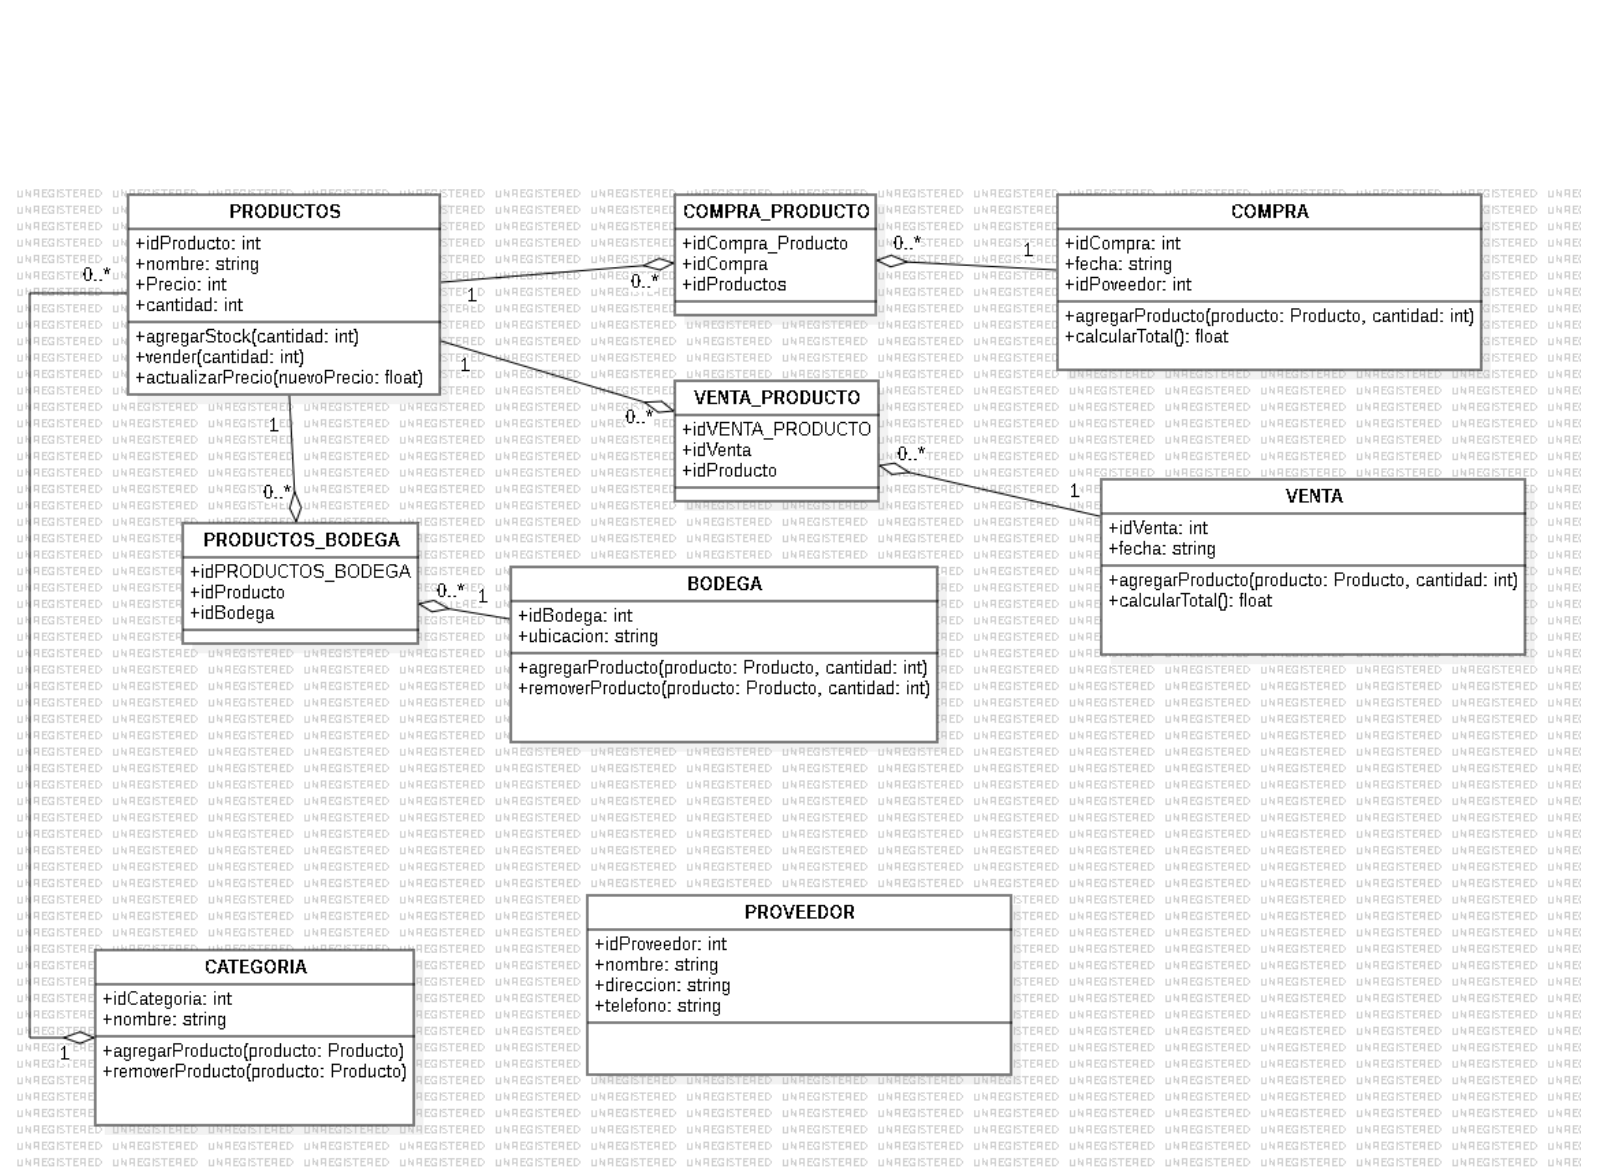 PRODUCTOS
+idProducto: int
+nombre: string
+Precio: int
+cantidad: int
+agregarStock(cantidad: int)
+vender(cantidad: int)
+actualizarPrecio(nuevoPrecio: float)
0..*
1
0..*
1
0..*
1
0..*
COMPRA_PRODUCTO
+idCompra_Producto
+idCompra
+idProductos
0..*
1
COMPRA
+idCompra: int
+fecha: string
+idPoveedor: int
+agregarProducto(producto: Producto, cantidad: int)
+calcularTotal(): float
VENTA_PRODUCTO
+idVENTA_PRODUCTO
+idVenta
+idProducto
0..*
1
VENTA
+idVenta: int
+fecha: string
+agregarProducto(producto: Producto, cantidad: int)
+calcularTotal(): float
PRODUCTOS_BODEGA
+idPRODUCTOS_BODEGA
+idProducto
+idBodega
0..*
1
BODEGA
+idBodega: int
+ubicacion: string
+agregarProducto(producto: Producto, cantidad: int)
+removerProducto(producto: Producto, cantidad: int)
PROVEEDOR
+idProveedor: int
+nombre: string
+direccion: string
+telefono: string
CATEGORIA
+idCategoria: int
+nombre: string
+agregarProducto(producto: Producto)
+removerProducto(producto: Producto)
1
UNREGISTERED